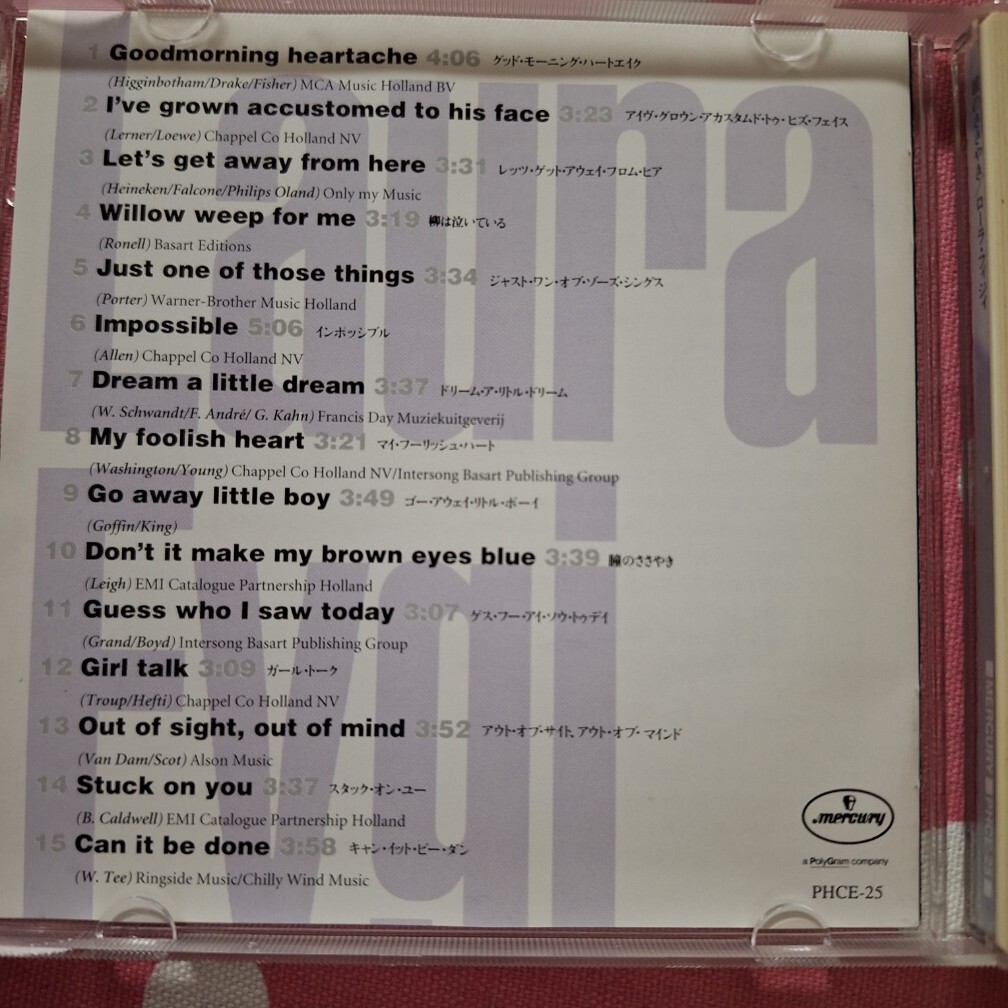 1 Goodmorning heartache 4:06 グッド・モーニング・ハートエイク
(Higginbotham/Drake/Fisher) MCA Music Holland BV
2 I've grown accustomed to his face 3:23 アイヴ・グロウン・アカスタムド・トゥ・ヒズ・フェイス
(Lerner/Loewe) Chappel Co Holland NV
3 Let's get away from here 3:31 レッツ・ゲット・アウェイ・フロム・ヒア
(Heineken/Falcone/Philips Oland) Only my Music
4 Willow weep for me 3:19 柳は泣いている
(Ronell) Basart Editions
5 Just one of those things 3:34 ジャスト・ワン・オブ・ゾーズ・シングス
(Porter) Warner-Brother Music Holland
6 Impossible 5:06 インポッシブル
(Allen) Chappel Co Holland NV
7 Dream a little dream 3:37 ドリーム・ア・リトル・ドリーム
(W. Schwandt/F. André/ G. Kahn) Francis Day Muziekuitgeverij
8 My foolish heart 3:21 マイ・フーリッシュ・ハート
(Washington/Young) Chappel Co Holland NV/Intersong Basart Publishing Group
9 Go away little boy 3:49 ゴー・アウェイ・リトル・ボーイ
(Goffin/King)
10 Don't it make my brown eyes blue 3:39 瞳のささやき
(Leigh) EMI Catalogue Partnership Holland
11 Guess who I saw today 3:07 ゲス・フー・アイ・ソウ・トゥデイ
(Grand/Boyd) Intersong Basart Publishing Group
12 Girl talk 3:09 ガール・トーク
(Troup/Hefti) Chappel Co Holland NV
13 Out of sight, out of mind 3:52 アウト・オブ・サイト、アウト・オブ・マインド
(Van Dam/Scot) Alson Music
14 Stuck on you 3:37 スタック・オン・ユー
(B. Caldwell) EMI Catalogue Partnership Holland
15 Can it be done 3:58 キャン・イット・ビー・ダン
(W. Tee) Ringside Music/Chilly Wind Music
Laura
Fygi
mercury
a PolyGram company
PHCE-25